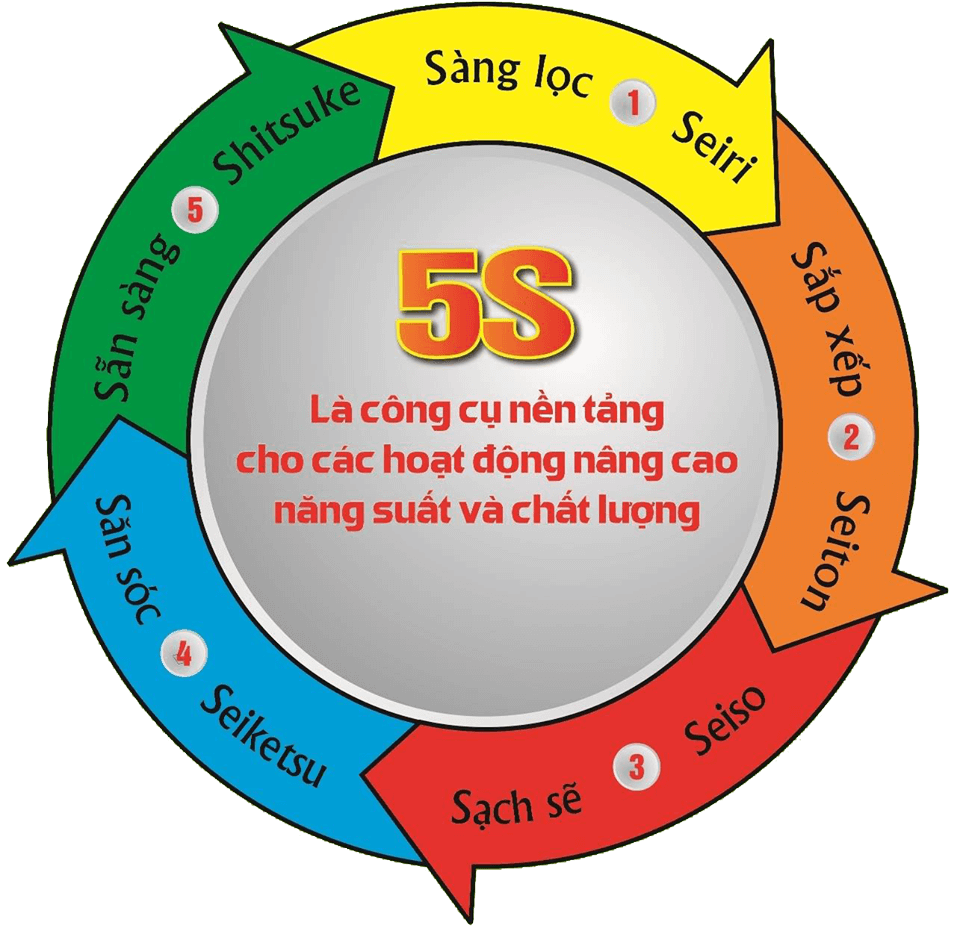 5S
Là công cụ nền tảng
cho các hoạt động nâng cao
năng suất và chất lượng
Sàng lọc 1 Seiri
Sắp xếp 2 Seiton
Sạch sẽ 3 Seiso
Săn sóc 4 Seiketsu
Sẵn sàng 5 Shitsuke